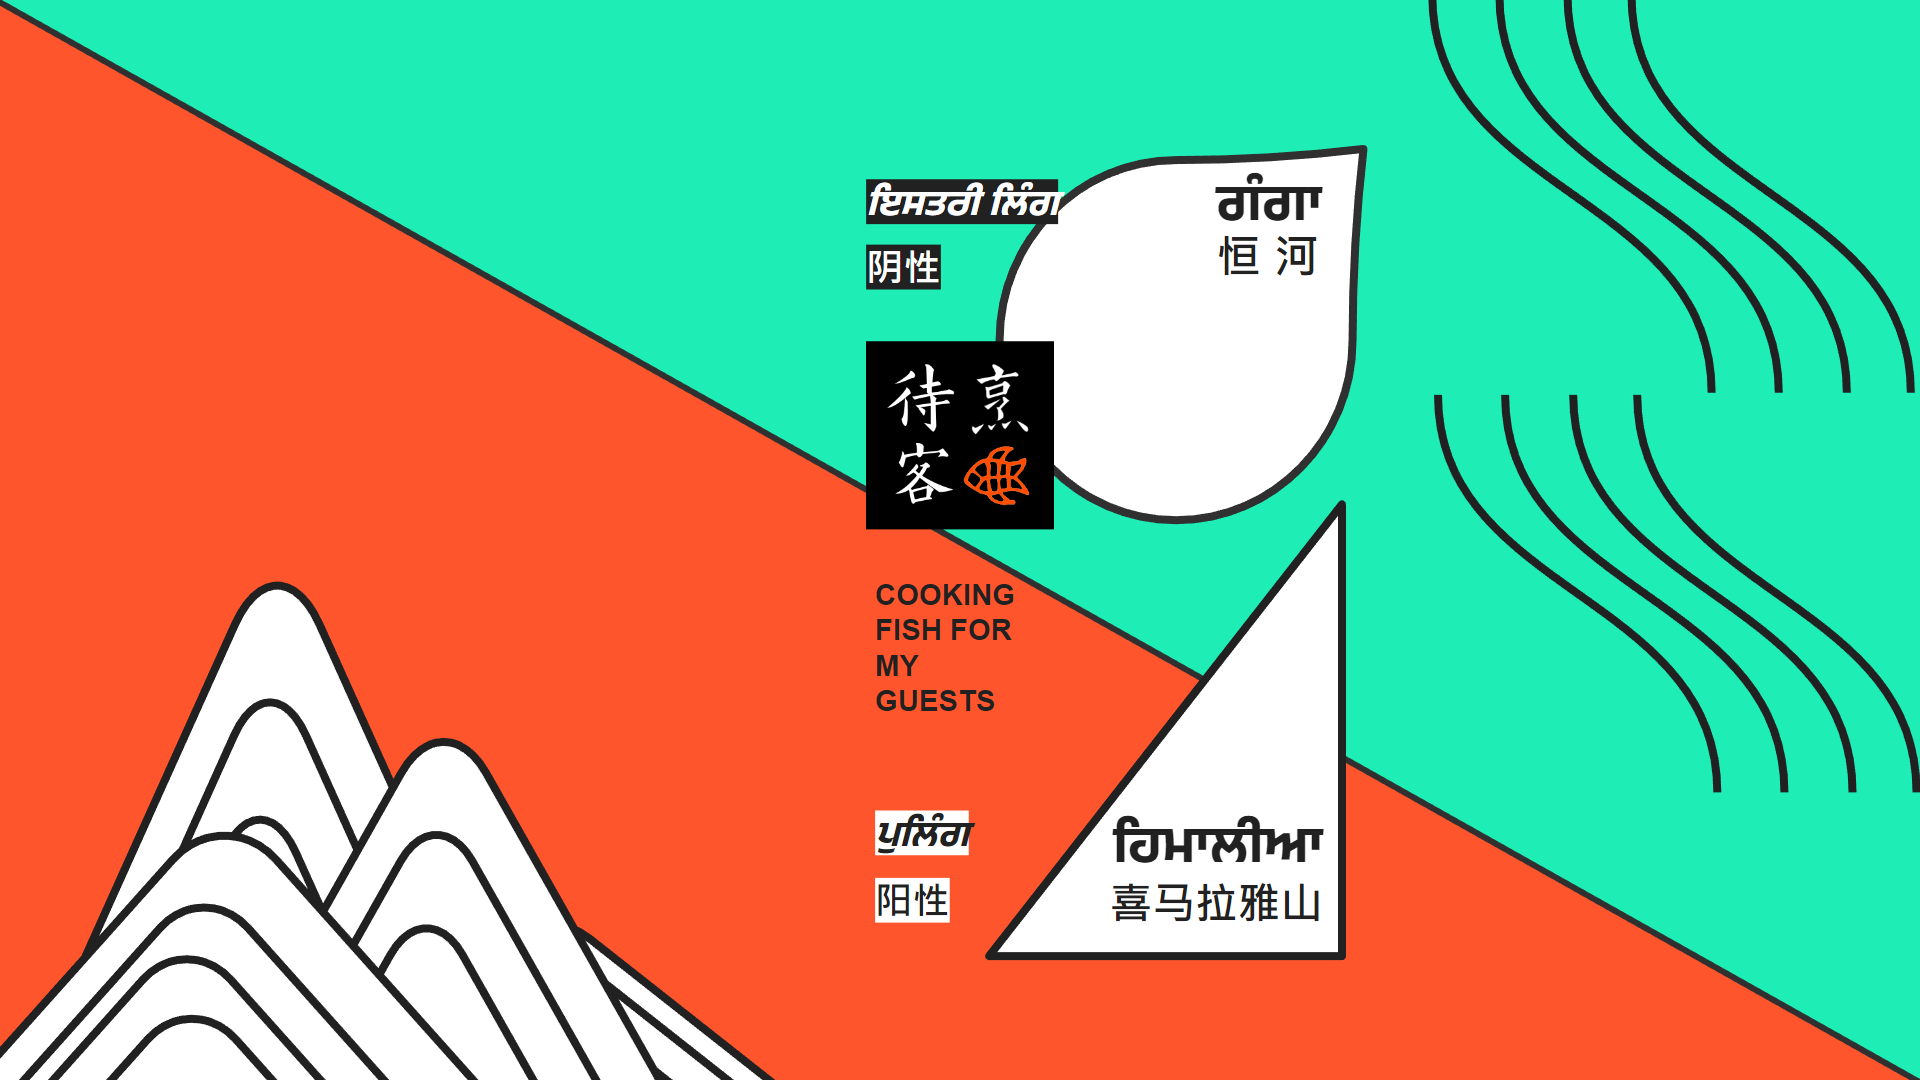 ਇਸਤਰੀ ਲਿੰਗ
阴性
ਗੰਗਾ
恒河
待烹
客
COOKING
FISH FOR
MY
GUESTS
ਪੁਲਿੰਗ
阳性
ਹਿਮਾਲੀਆ
喜马拉雅山